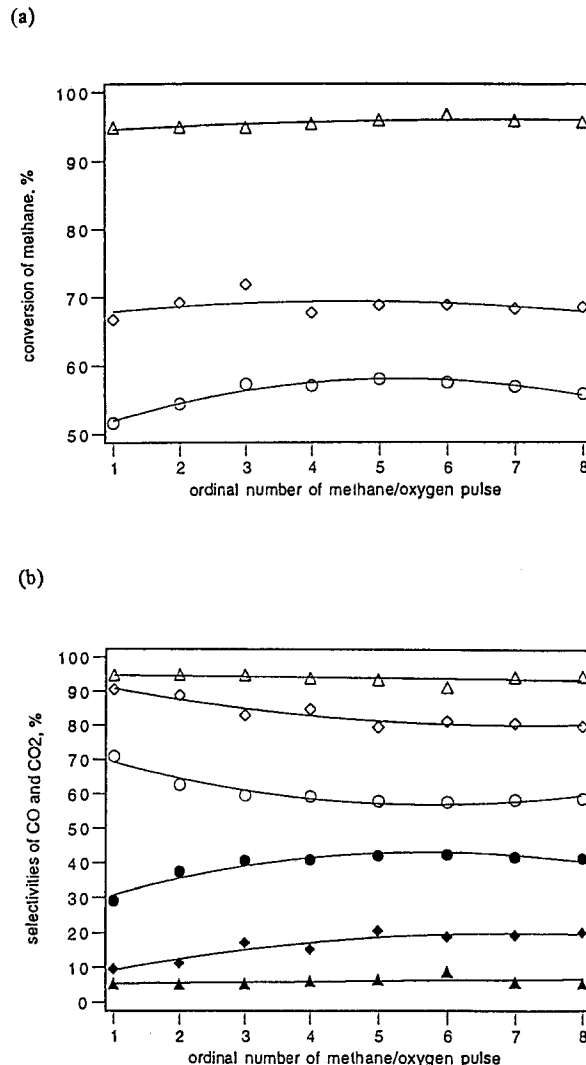 (a)
100
90
80
70
60
50
conversion of methane, %
1 2 3 4 5 6 7 8
ordinal number of methane/oxygen pulse
(b)
100
90
80
70
60
50
40
30
20
10
0
selectivities of CO and CO2, %
1 2 3 4 5 6 7 8
ordinal number of methane/oxygen pulse